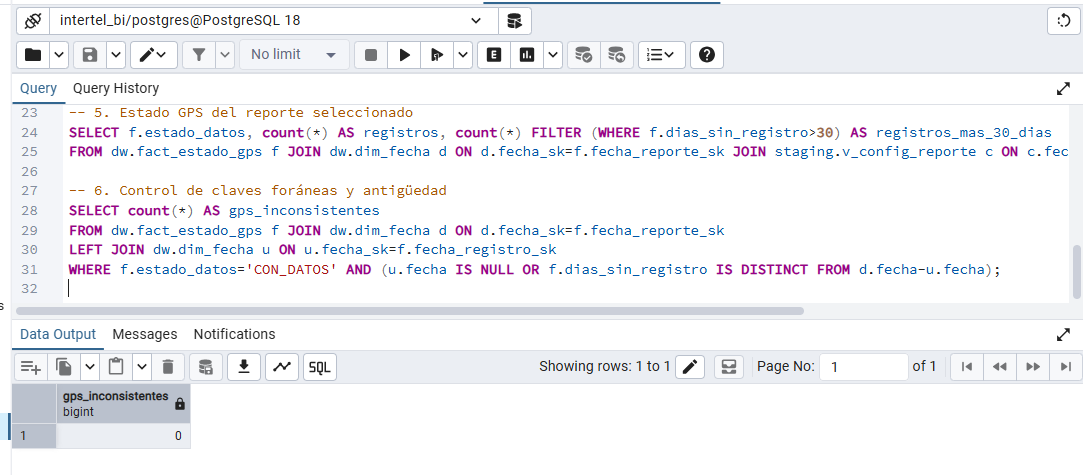 intertel_bi/postgres@PostgreSQL 18
No limit
E
Query Query History
23 -- 5. Estado GPS del reporte seleccionado
24 SELECT f.estado_datos, count(*) AS registros, count(*) FILTER (WHERE f.dias_sin_registro>30) AS registros_mas_30_dias
25 FROM dw.fact_estado_gps f JOIN dw.dim_fecha d ON d.fecha_sk=f.fecha_reporte_sk JOIN staging.v_config_reporte c ON c.fec
26
27 -- 6. Control de claves foráneas y antigüedad
28 SELECT count(*) AS gps_inconsistentes
29 FROM dw.fact_estado_gps f JOIN dw.dim_fecha d ON d.fecha_sk=f.fecha_reporte_sk
30 LEFT JOIN dw.dim_fecha u ON u.fecha_sk=f.fecha_registro_sk
31 WHERE f.estado_datos='CON_DATOS' AND (u.fecha IS NULL OR f.dias_sin_registro IS DISTINCT FROM d.fecha-u.fecha);
32
s
Data Output Messages Notifications
SQL Showing rows: 1 to 1 Page No: 1 of 1
gps_inconsistentes
bigint
1 0